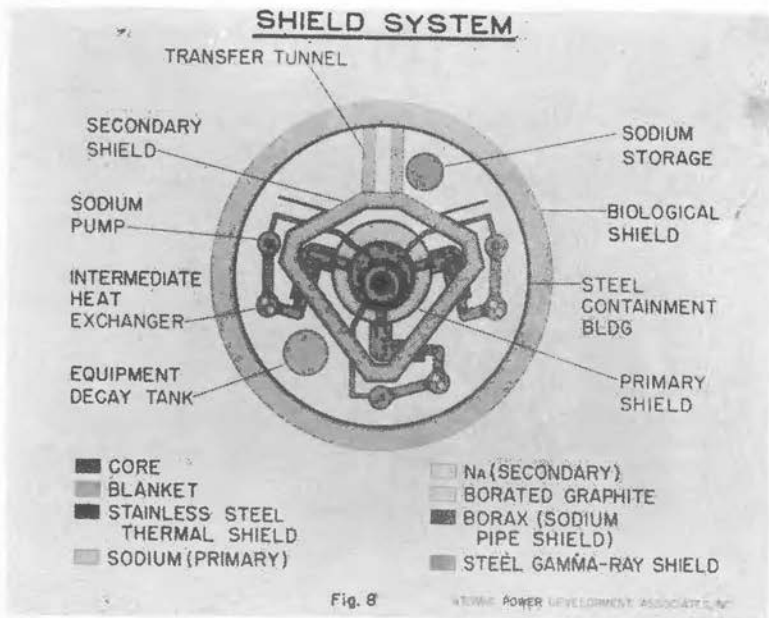 SHIELD SYSTEM
TRANSFER TUNNEL
SECONDARY
SHIELD
SODIUM
PUMP
INTERMEDIATE
HEAT
EXCHANGER
EQUIPMENT
DECAY TANK
SODIUM
STORAGE
BIOLOGICAL
SHIELD
STEEL
CONTAINMENT
BLDG
PRIMARY
SHIELD
CORE
BLANKET
STAINLESS STEEL
THERMAL SHIELD
SODIUM (PRIMARY)
NA (SECONDARY)
BORATED GRAPHITE
BORAX (SODIUM
PIPE SHIELD)
STEEL GAMMA-RAY SHIELD
Fig. 8
POWER DEVELOPMENT ASSOCIATES, INC